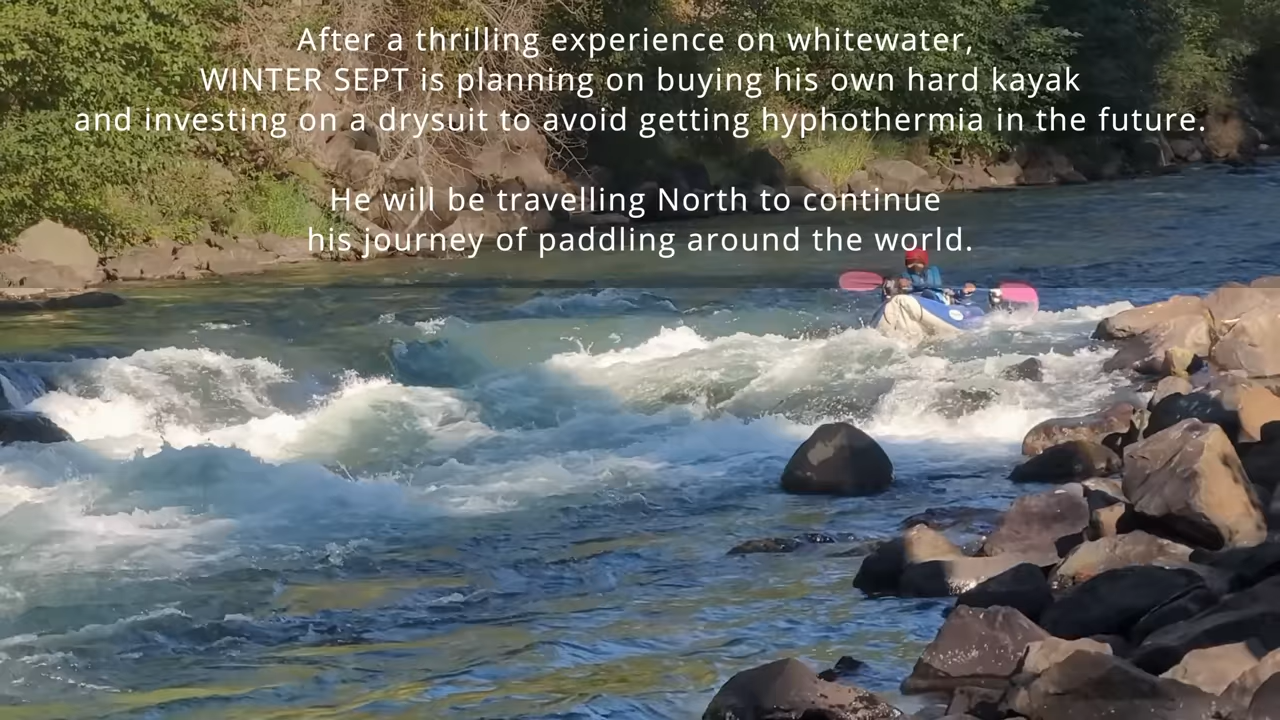 After a thrilling experience on whitewater,
WINTER SEPT is planning on buying his own hard kayak
and investing on a drysuit to avoid getting hyphothermia in the future.
He will be travelling North to continue
his journey of paddling around the world.